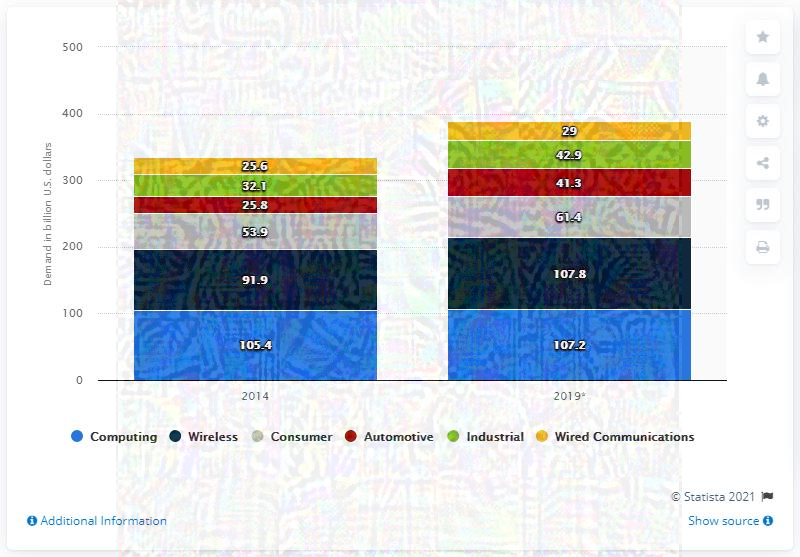 500
400
300
200
100
0
Demand in billion U.S. dollars
25.6
32.1
25.8
53.9
91.9
105.4
29
42.9
41.3
61.4
107.8
107.2
2014
2019*
Computing
Wireless
Consumer
Automotive
Industrial
Wired Communications
© Statista 2021
Additional Information
Show source